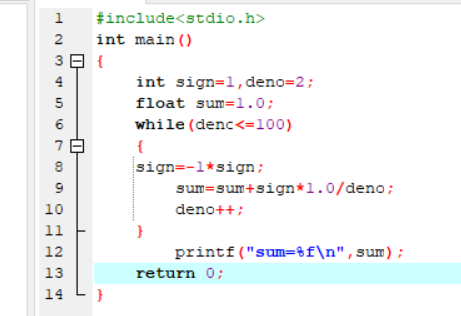 1 #include<stdio.h>
2 int main()
3 {
4 int sign=1,deno=2;
5 float sum=1.0;
6 while(denc<=100)
7 {
8 sign=-1*sign;
9 sum=sum+sign*1.0/deno;
10 deno++;
11 }
12 printf("sum=%f\n",sum);
13 return 0;
14 }